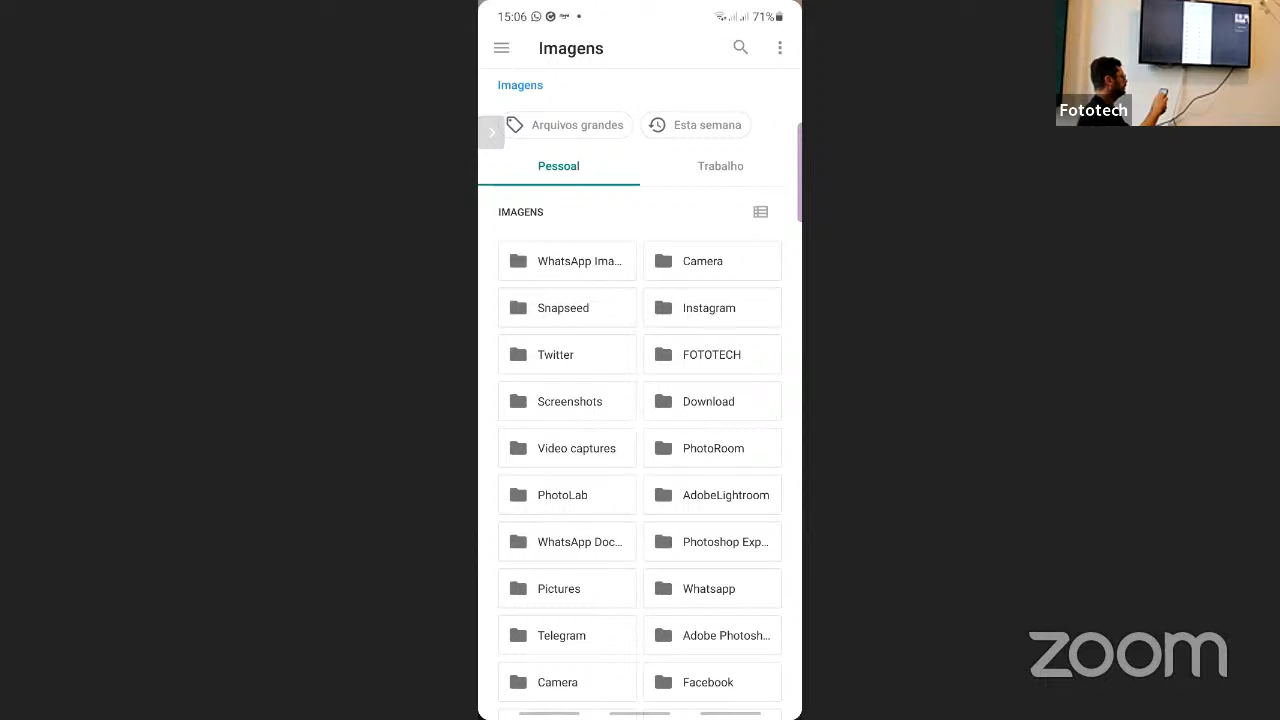 15:06 71%
Imagens
Imagens
Arquivos grandes Esta semana
Pessoal Trabalho
IMAGENS
WhatsApp Ima... Camera
Snapseed Instagram
Twitter FOTOTECH
Screenshots Download
Video captures PhotoRoom
PhotoLab AdobeLightroom
WhatsApp Doc... Photoshop Exp...
Pictures Whatsapp
Telegram Adobe Photosh...
Camera Facebook
Fototech
zoom